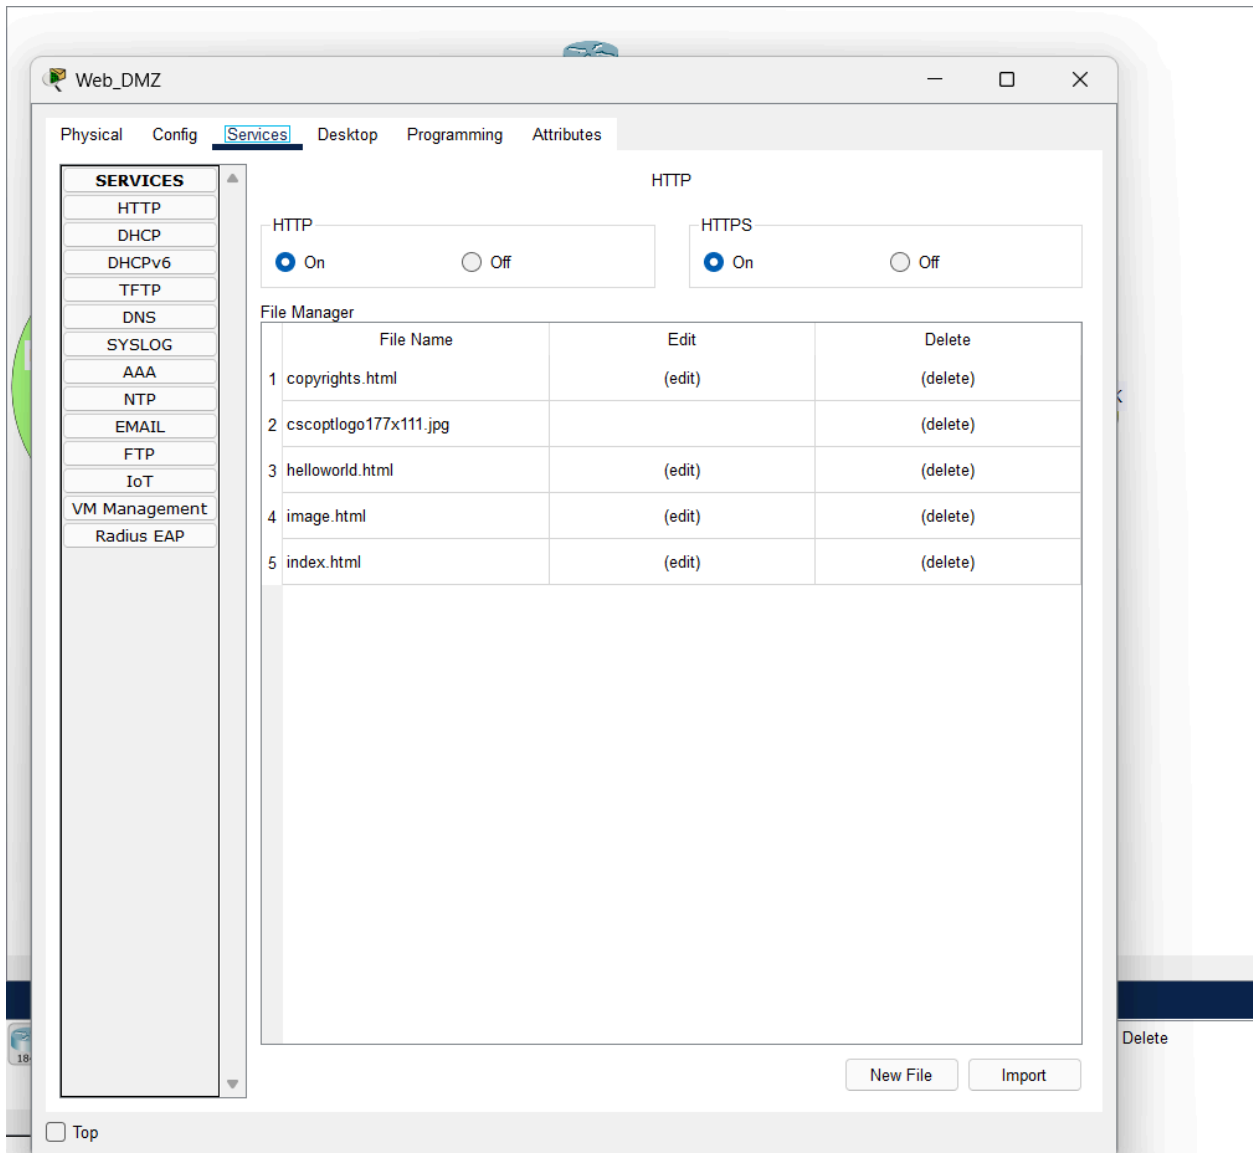 Web_DMZ
Physical Config Services Desktop Programming Attributes
SERVICES
HTTP
DHCP
DHCPv6
TFTP
DNS
SYSLOG
AAA
NTP
EMAIL
FTP
IoT
VM Management
Radius EAP
HTTP
HTTP
On Off
HTTPS
On Off
File Manager
File Name Edit Delete
1 copyrights.html (edit) (delete)
2 cscoptlogo177x111.jpg (delete)
3 helloworld.html (edit) (delete)
4 image.html (edit) (delete)
5 index.html (edit) (delete)
New File Import
Top
Delete